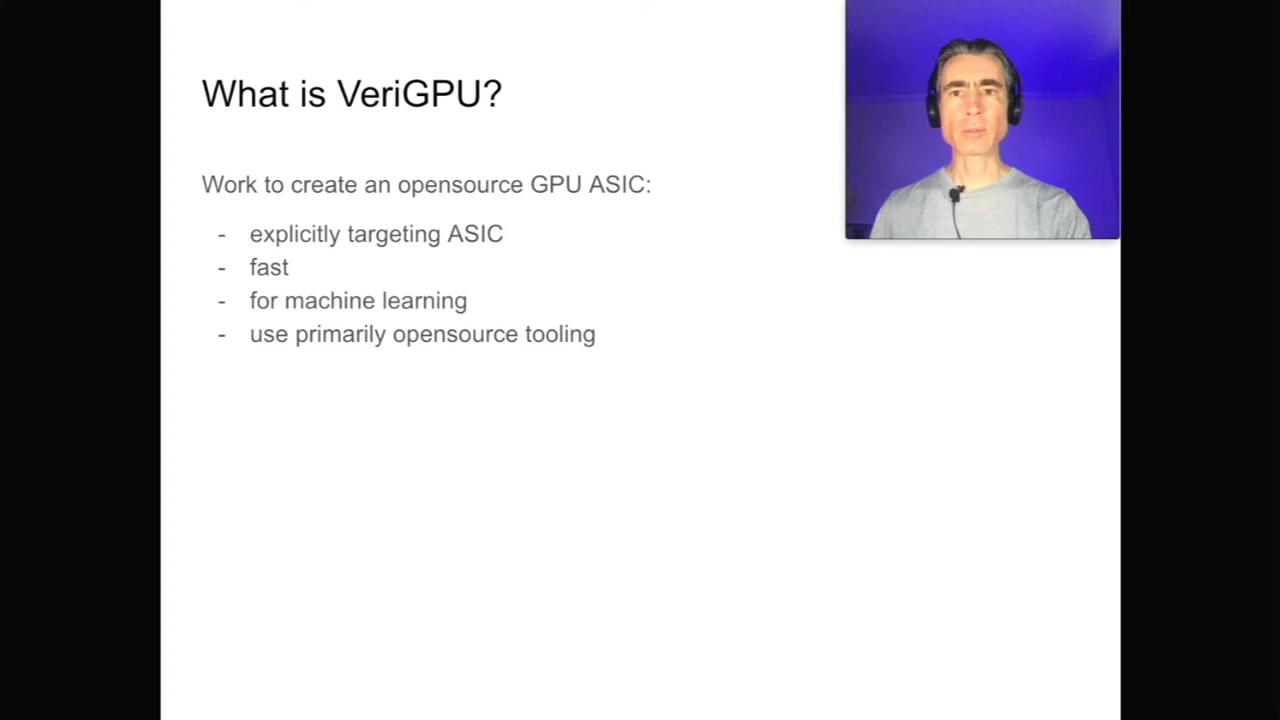 What is VeriGPU?
Work to create an opensource GPU ASIC:
- explicitly targeting ASIC
- fast
- for machine learning
- use primarily opensource tooling